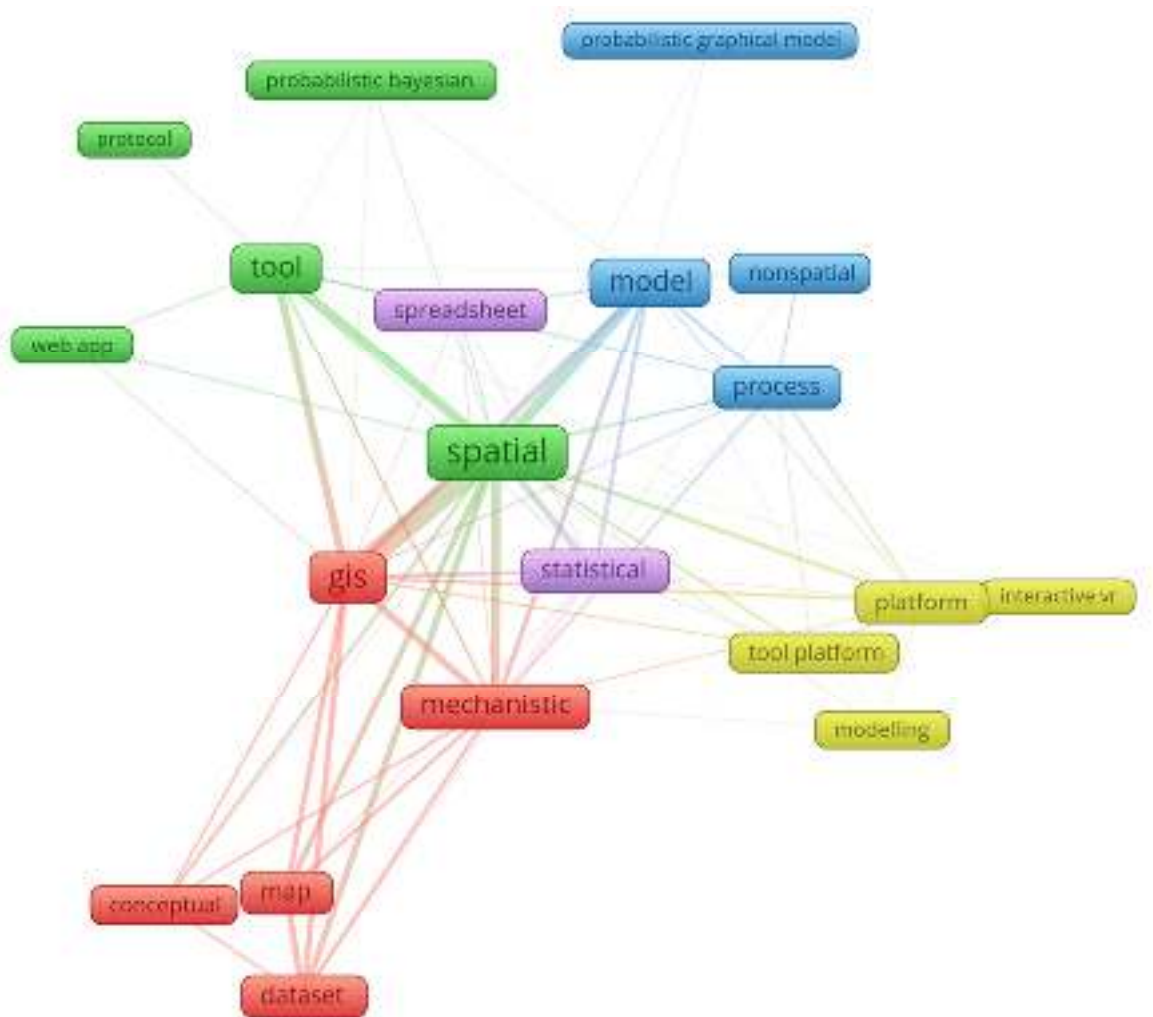 probabilistic graphical model
probabilistic bayesian
protocol
tool
model
nonspatial
spreadsheet
web app
process
spatial
gis
statistical
platform
interactive vr
tool platform
mechanistic
modelling
map
conceptual
dataset